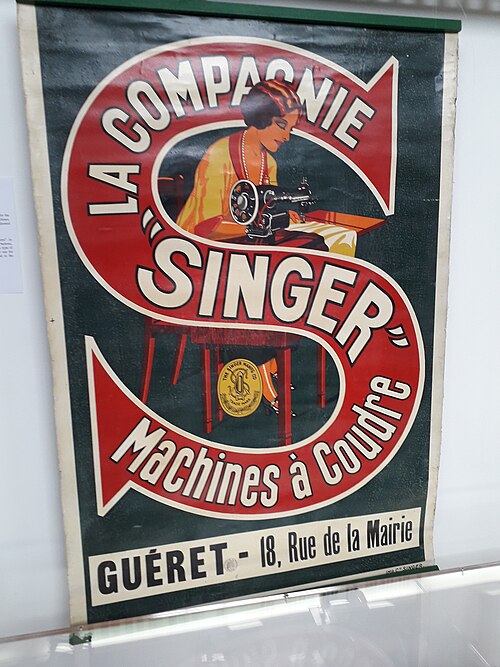 LA COMPAGNIE
"SINGER"
Machines à Coudre
GUÉRET - 18, Rue de la Mairie